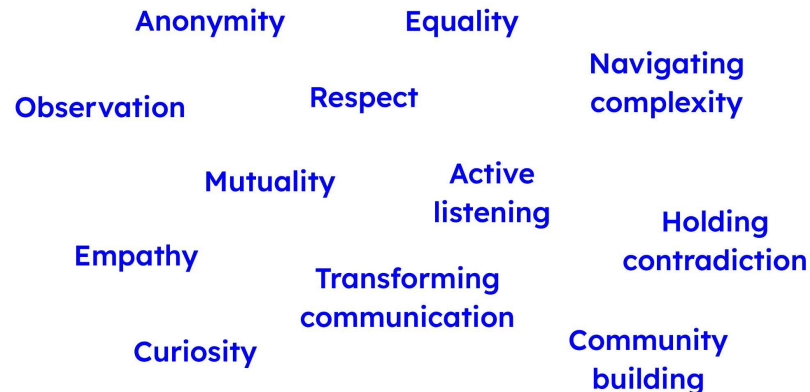 Anonymity
Equality
Navigating
complexity
Observation
Respect
Mutuality
Active
listening
Holding
contradiction
Empathy
Transforming
communication
Curiosity
Community
building